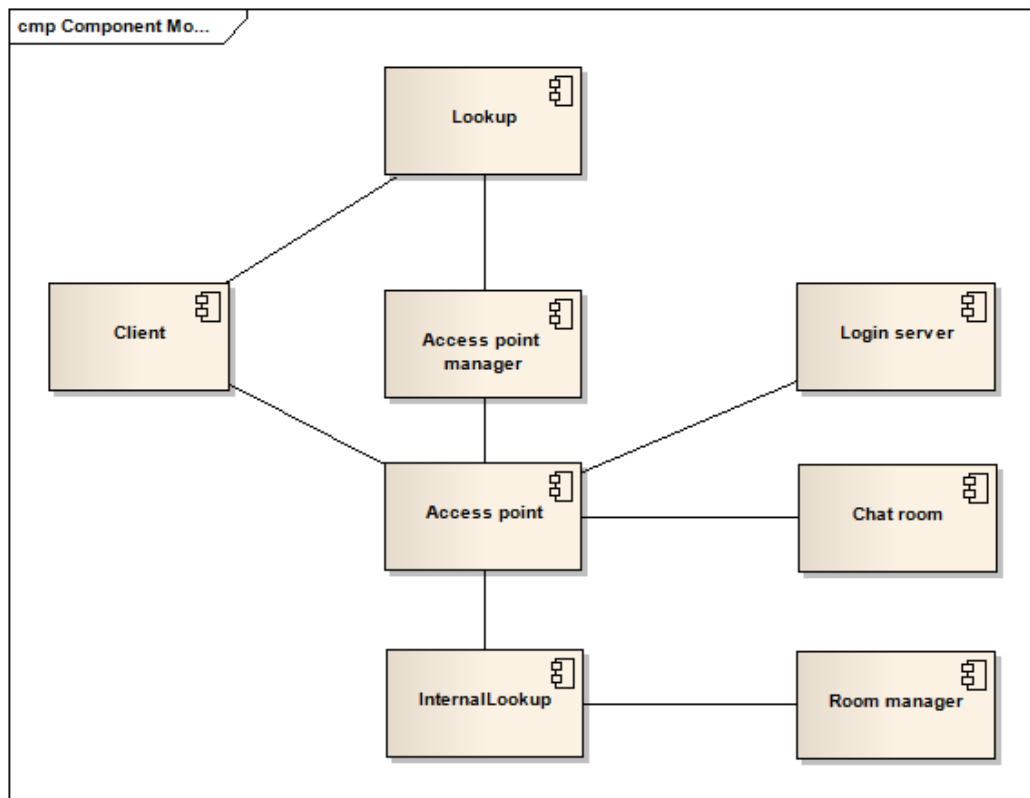 cmp Component Mo...
Lookup
Client
Access point
manager
Login server
Access point
Chat room
InternalLookup
Room manager